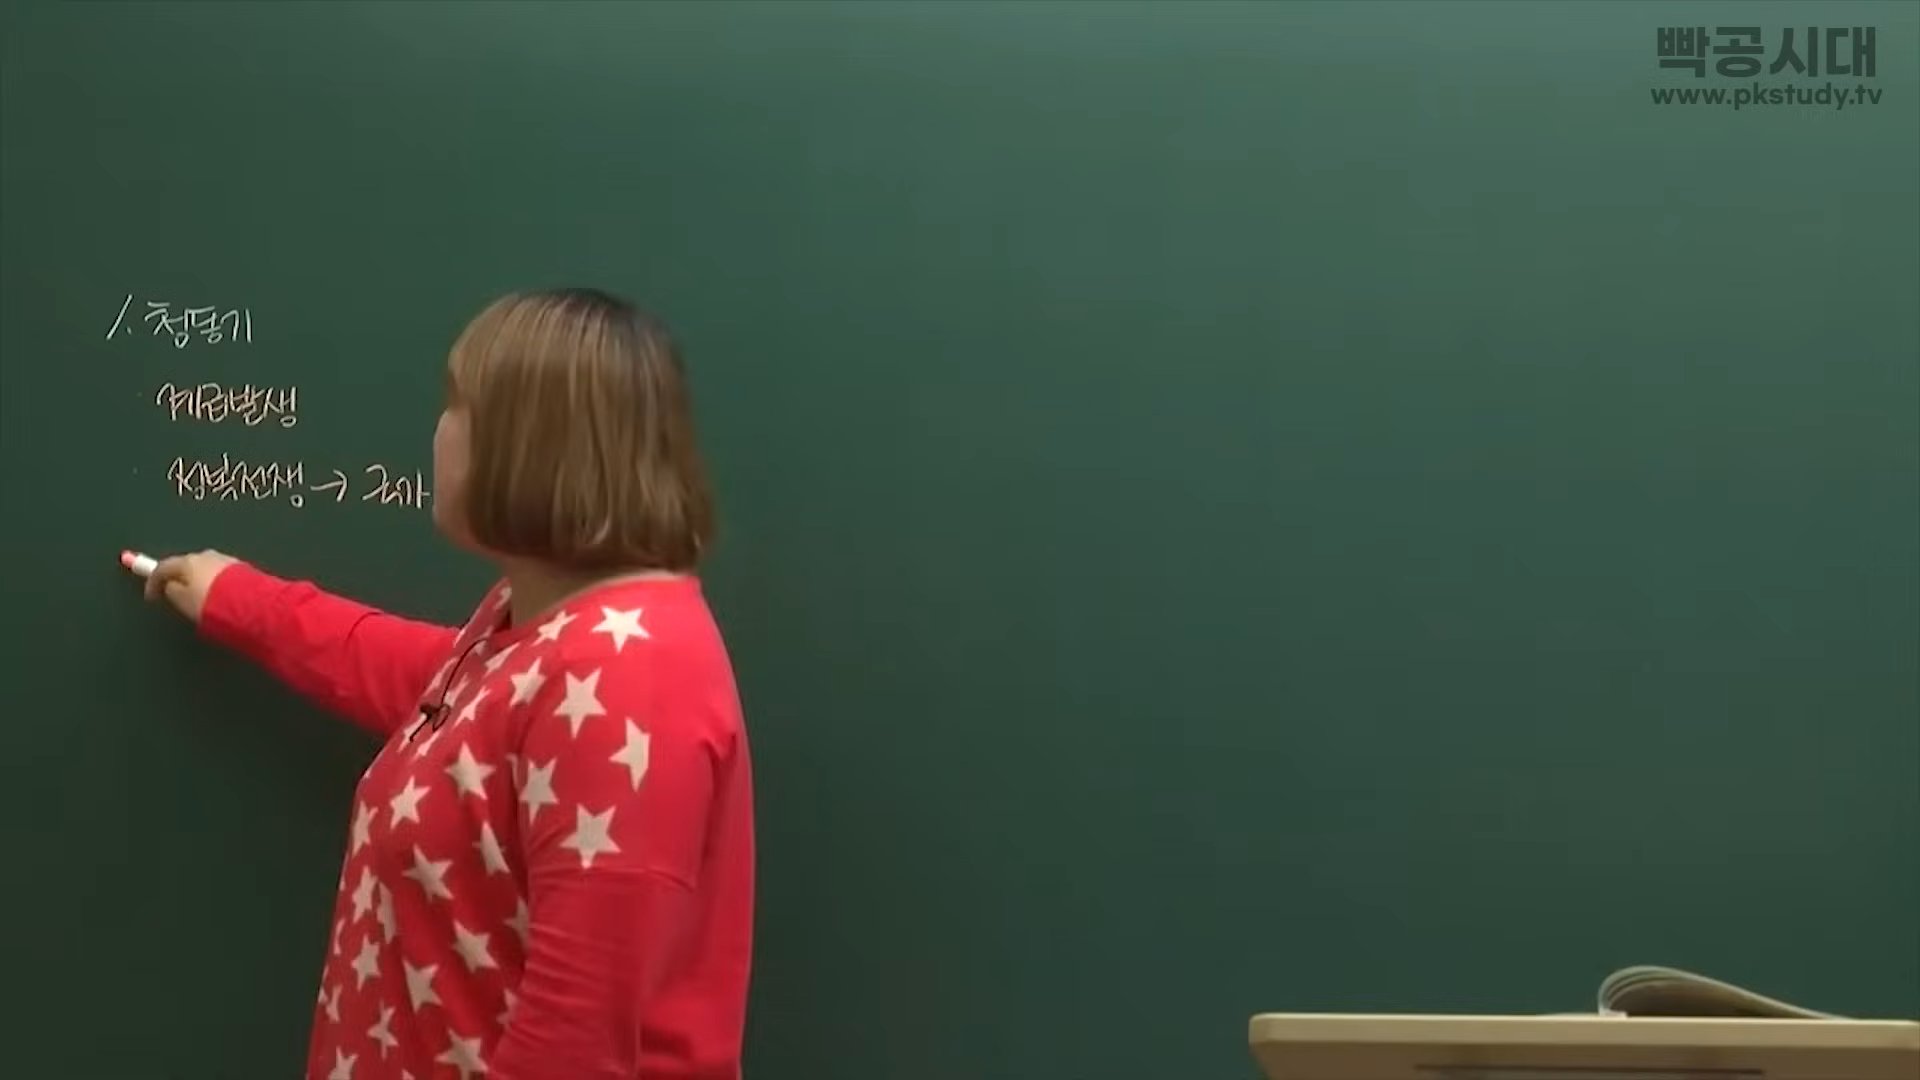 빡공시대
www.pkstudy.tv
1. 청동기
· 계급발생
· 정복전쟁 → 국가